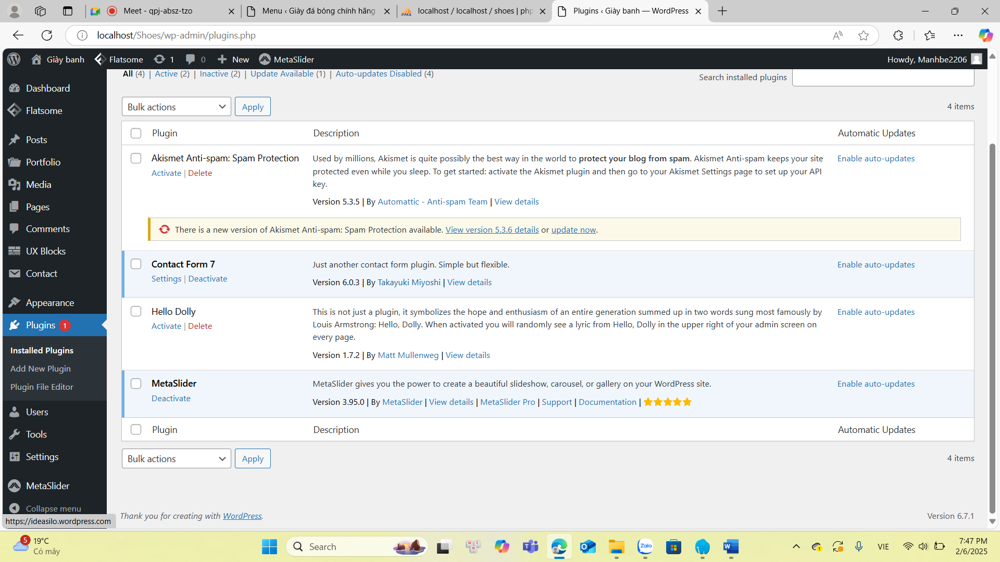 Meet - qpj-absz-tzo
Menu ‹ Giày đá bóng chính hãng
localhost / localhost / shoes | php
Plugins ‹ Giày banh — WordPress
localhost/Shoes/wp-admin/plugins.php
Giày banh
Flatsome
1
0
New
MetaSlider
Howdy, Manhbe2206
All (4) | Active (2) | Inactive (2) | Update Available (1) | Auto-updates Disabled (4)
Search installed plugins
Bulk actions
Apply
4 items
Plugin
Description
Automatic Updates
Akismet Anti-spam: Spam Protection
Activate | Delete
Used by millions, Akismet is quite possibly the best way in the world to protect your blog from spam. Akismet Anti-spam keeps your site
protected even while you sleep. To get started: activate the Akismet plugin and then go to your Akismet Settings page to set up your API
key.
Version 5.3.5 | By Automattic - Anti-spam Team | View details
Enable auto-updates
There is a new version of Akismet Anti-spam: Spam Protection available. View version 5.3.6 details or update now.
Contact Form 7
Settings | Deactivate
Just another contact form plugin. Simple but flexible.
Version 6.0.3 | By Takayuki Miyoshi | View details
Enable auto-updates
Hello Dolly
Activate | Delete
This is not just a plugin, it symbolizes the hope and enthusiasm of an entire generation summed up in two words sung most famously by
Louis Armstrong: Hello, Dolly. When activated you will randomly see a lyric from Hello, Dolly in the upper right of your admin screen on
every page.
Version 1.7.2 | By Matt Mullenweg | View details
Enable auto-updates
MetaSlider
Deactivate
MetaSlider gives you the power to create a beautiful slideshow, carousel, or gallery on your WordPress site.
Version 3.95.0 | By MetaSlider | View details | MetaSlider Pro | Support | Documentation |
Enable auto-updates
Plugin
Description
Automatic Updates
Bulk actions
Apply
4 items
Thank you for creating with WordPress.
Version 6.7.1
Dashboard
Flatsome
Posts
Portfolio
Media
Pages
Comments
UX Blocks
Contact
Appearance
Plugins 1
Installed Plugins
Add New Plugin
Plugin File Editor
Users
Tools
Settings
MetaSlider
Collapse menu
https://ideasilo.wordpress.com
5
19°C
Có mây
Search
Zalo
VIE
7:47 PM
2/6/2025